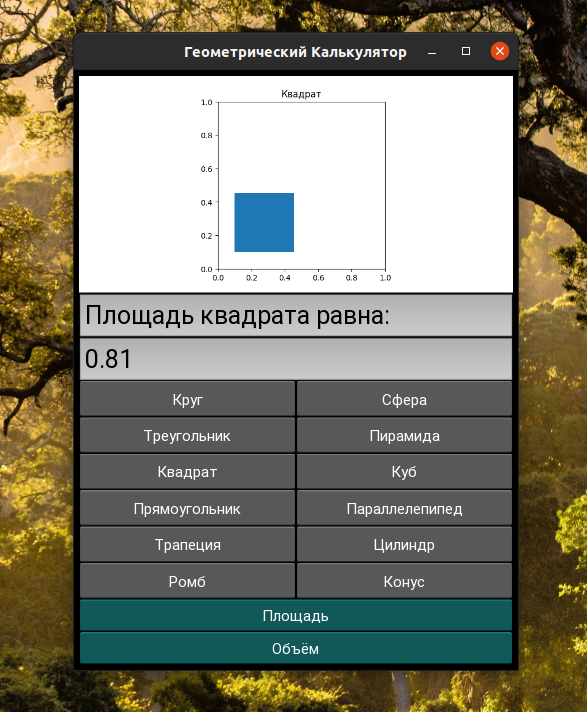 Геометрический Калькулятор
Квадрат
1.0
0.8
0.6
0.4
0.2
0.0
0.0 0.2 0.4 0.6 0.8 1.0
Площадь квадрата равна:
0.81
Круг Сфера
Треугольник Пирамида
Квадрат Куб
Прямоугольник Параллелепипед
Трапеция Цилиндр
Ромб Конус
Площадь
Объём